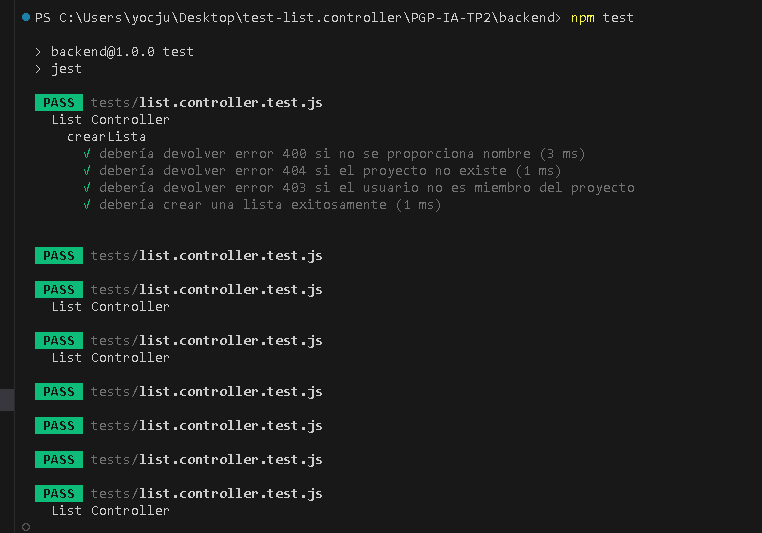 PS C:\Users\yocju\Desktop\test-list.controller\PGP-IA-TP2\backend> npm test
> backend@1.0.0 test
> jest
PASS tests/list.controller.test.js
List Controller
crearLista
√ debería devolver error 400 si no se proporciona nombre (3 ms)
√ debería devolver error 404 si el proyecto no existe (1 ms)
√ debería devolver error 403 si el usuario no es miembro del proyecto
√ debería crear una lista exitosamente (1 ms)
PASS tests/list.controller.test.js
PASS tests/list.controller.test.js
List Controller
PASS tests/list.controller.test.js
List Controller
PASS tests/list.controller.test.js
PASS tests/list.controller.test.js
PASS tests/list.controller.test.js
PASS tests/list.controller.test.js
List Controller